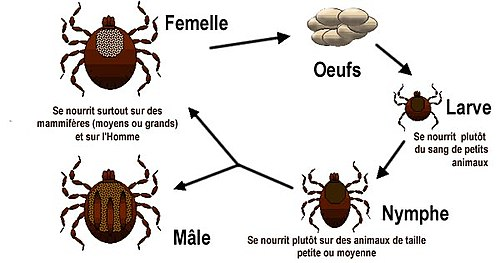 Femelle
Oeufs
Se nourrit surtout sur des
mammifères (moyens ou grands)
et sur l'Homme
Larve
Se nourrit plutôt
du sang de petits
animaux
Mâle
Nymphe
Se nourrit plutôt sur des animaux de taille
petite ou moyenne